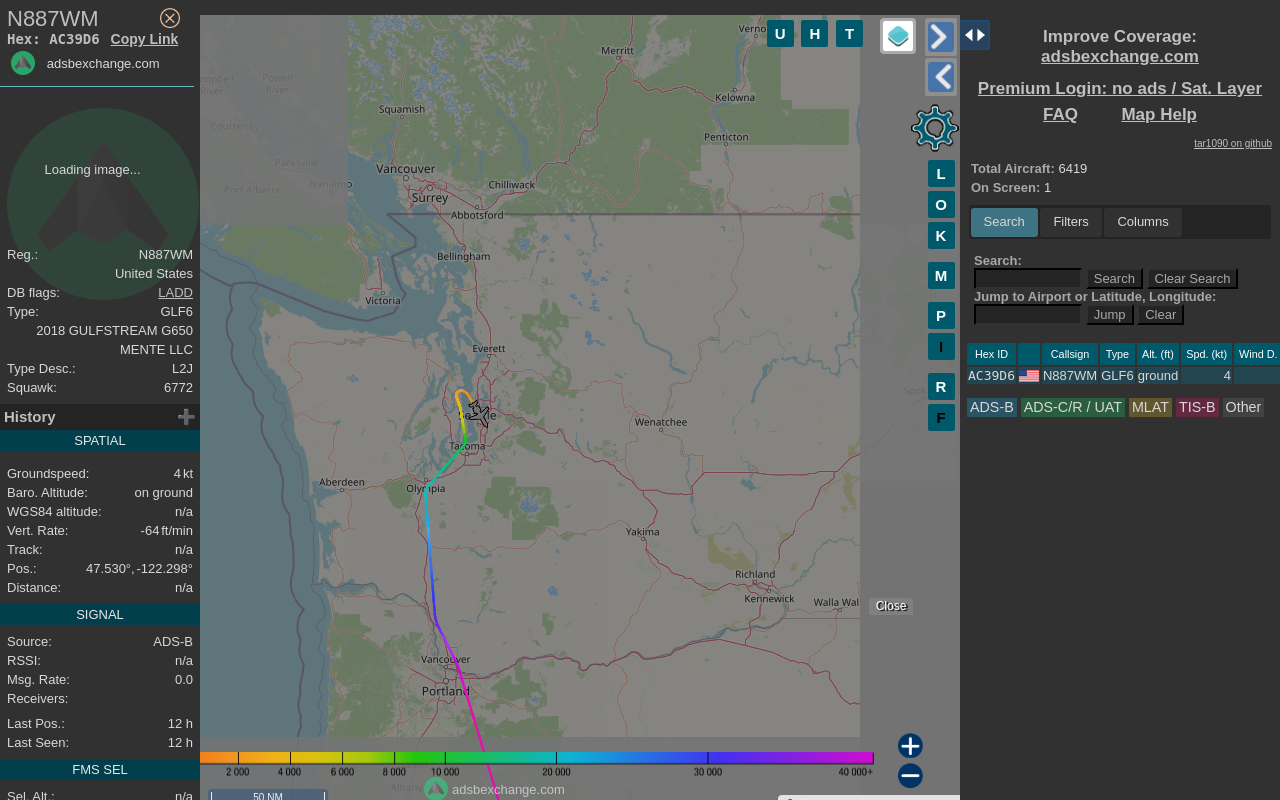 N887WM
Hex: AC39D6 Copy Link
adsbexchange.com
Loading image...
Reg.: N887WM
United States
DB flags: LADD
Type: GLF6
2018 GULFSTREAM G650
MENTE LLC
Type Desc.: L2J
Squawk: 6772
History
SPATIAL
Groundspeed: 4 kt
Baro. Altitude: on ground
WGS84 altitude: n/a
Vert. Rate: -64 ft/min
Track: n/a
Pos.: 47.530°, -122.298°
Distance: n/a
SIGNAL
Source: ADS-B
RSSI: n/a
Msg. Rate: 0.0
Receivers:
Last Pos.: 12 h
Last Seen: 12 h
FMS SEL
Sel. Alt.: n/a
Campbell River
Powell River
Courtenay
Parksville
Port Alberni
Nanaimo
Squamish
Vancouver
Surrey
Chilliwack
Abbotsford
Merritt
Kelowna
Penticton
Bellingham
Victoria
Everett
Seattle
Tacoma
Olympia
Aberdeen
Wenatchee
Yakima
Richland
Kennewick
Walla Wal
Vancouver
Portland
U H T
L
O
K
M
P
I
R
F
Close
2 000 4 000 6 000 8 000 10 000 20 000 30 000 40 000+
adsbexchange.com
50 NM
Improve Coverage:
adsbexchange.com
Premium Login: no ads / Sat. Layer
FAQ Map Help
tar1090 on github
Total Aircraft: 6419
On Screen: 1
Search Filters Columns
Search:
Search Clear Search
Jump to Airport or Latitude, Longitude:
Jump Clear
Hex ID Callsign Type Alt. (ft) Spd. (kt) Wind D.
AC39D6 N887WM GLF6 ground 4
ADS-B ADS-C/R / UAT MLAT TIS-B Other